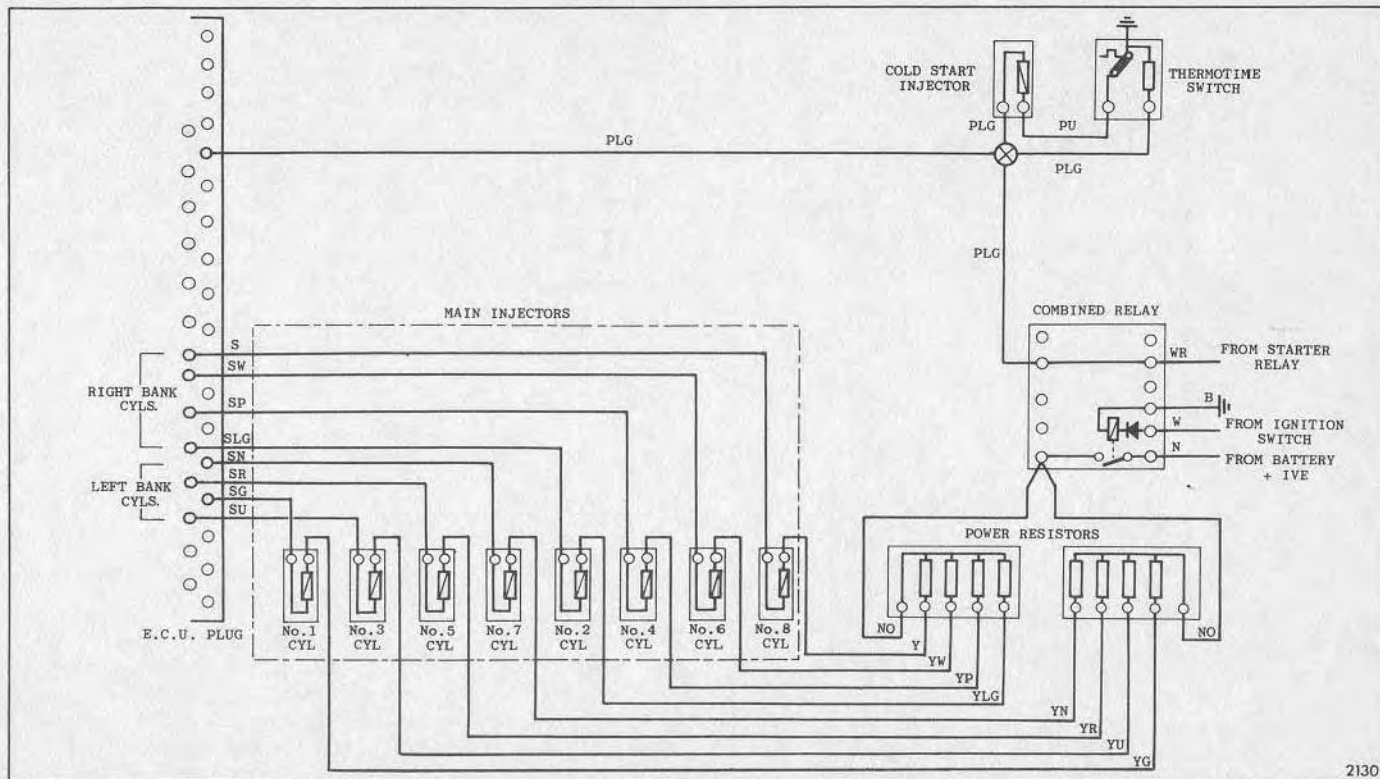 COLD START
INJECTOR
THERMOTIME
SWITCH
PLG
PU
PLG
PLG
PLG
COMBINED RELAY
MAIN INJECTORS
S
SW
SP
SLG
SN
SR
SG
SU
RIGHT BANK
CYLS.
LEFT BANK
CYLS.
WR
FROM STARTER
RELAY
B
W
FROM IGNITION
SWITCH
N
FROM BATTERY
+ IVE
POWER RESISTORS
E.C.U. PLUG
No.1
CYL
No.3
CYL
No.5
CYL
No.7
CYL
No.2
CYL
No.4
CYL
No.6
CYL
No.8
CYL
NO
NO
Y
YW
YP
YLG
YN
YR
YU
YG
2130